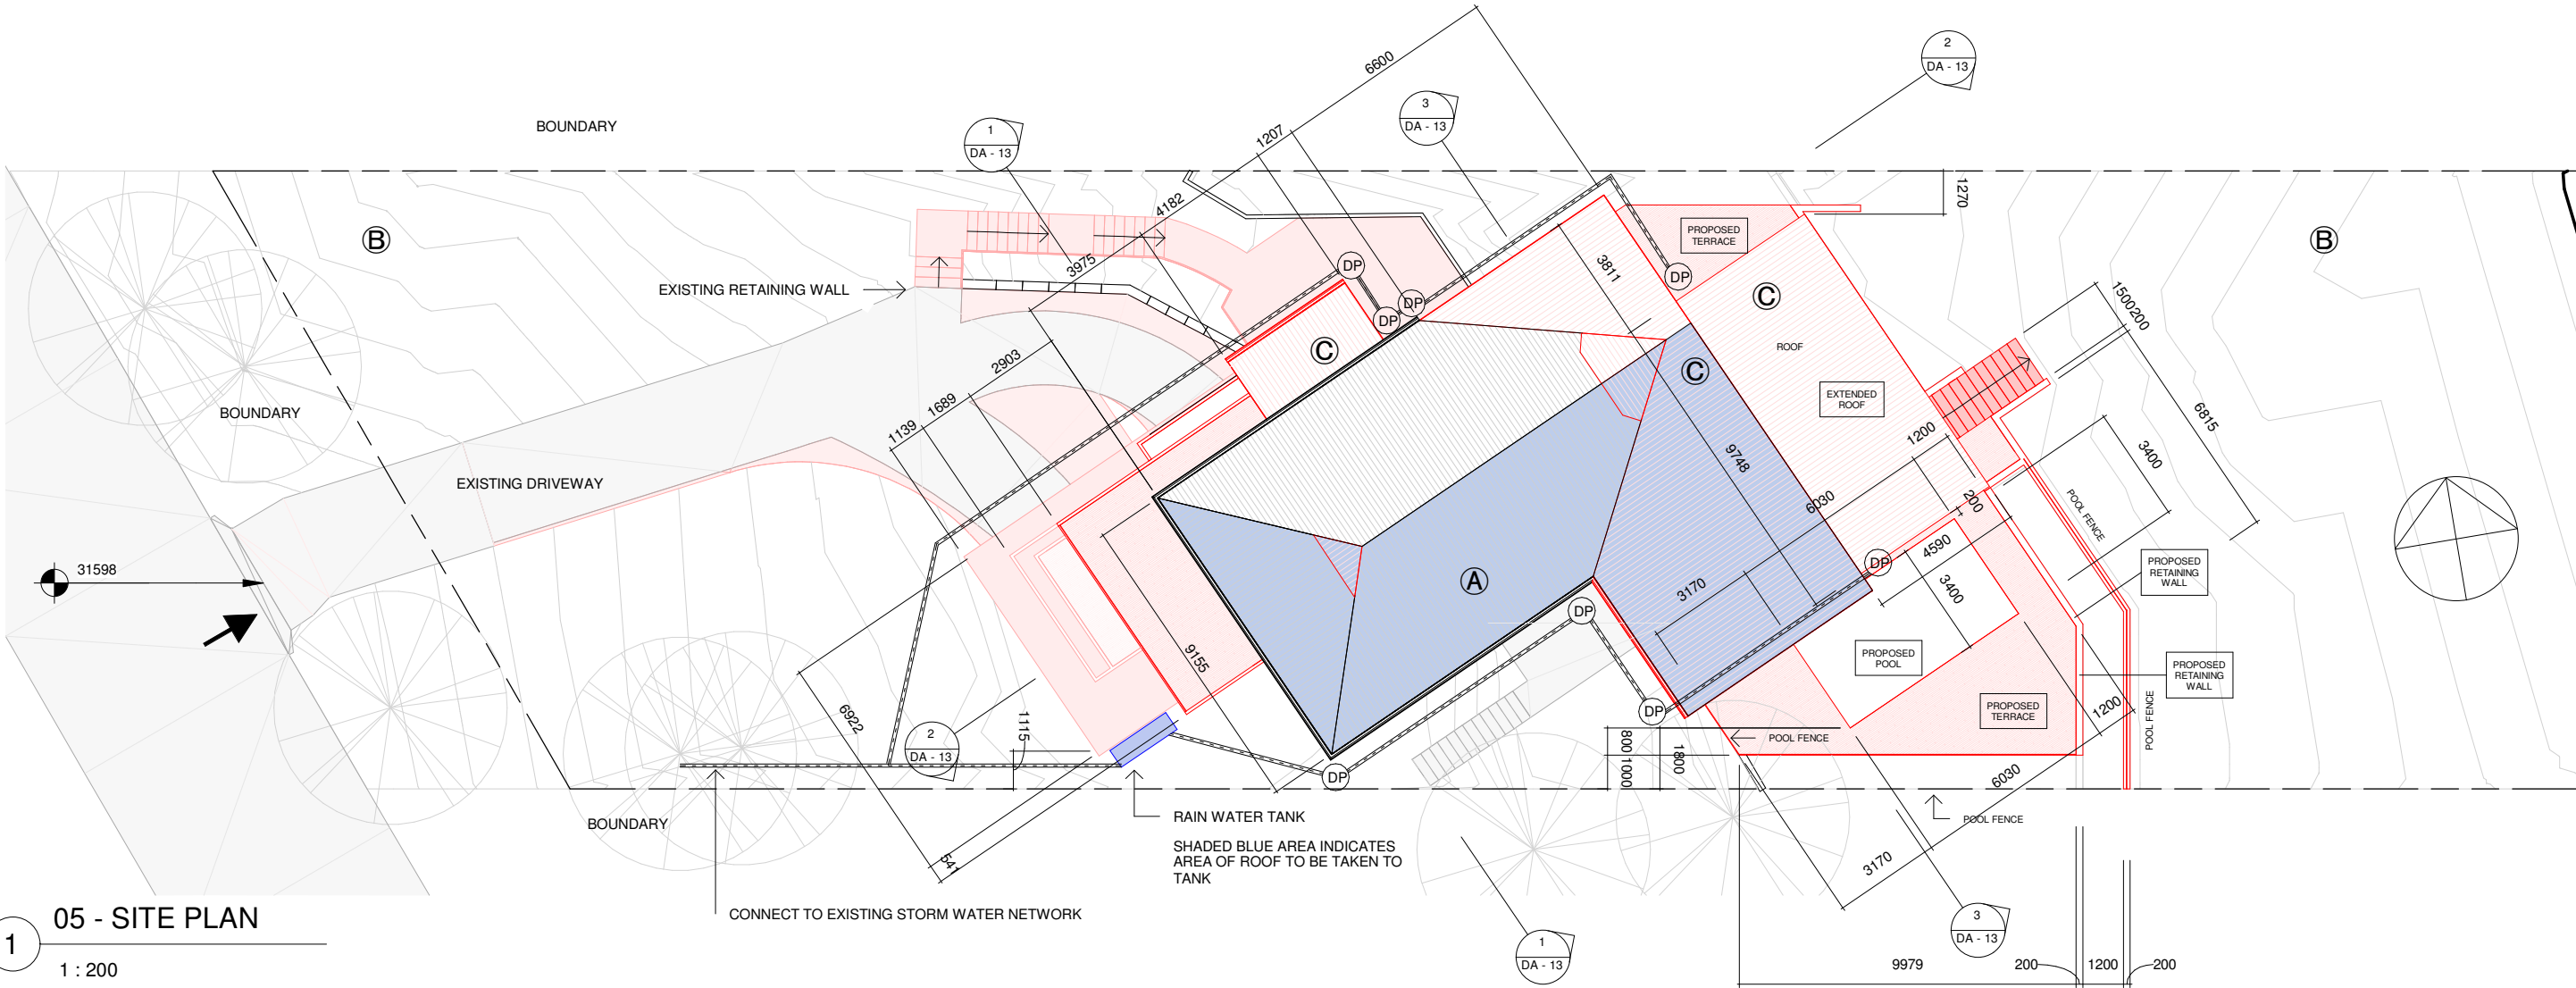 6600
2
DA - 13
3
DA - 13
BOUNDARY
1
DA - 13
1207
1270
4182
B
PROPOSED
TERRACE
B
3975
3811
DP
DP
EXISTING RETAINING WALL
C
1500
200
DP
DP
2903
C
ROOF
C
EXTENDED
ROOF
BOUNDARY
1689
6815
1139
1200
3400
9748
EXISTING DRIVEWAY
6030
200
POOL FENCE
4590
31598
DP
PROPOSED
RETAINING
WALL
A
3170
3400
DP
9155
PROPOSED
POOL
PROPOSED
RETAINING
WALL
6922
1115
DP
PROPOSED
TERRACE
1200
POOL FENCE
2
DA - 13
800
1000
1800
POOL FENCE
DP
6030
RAIN WATER TANK
POOL FENCE
BOUNDARY
SHADED BLUE AREA INDICATES
AREA OF ROOF TO BE TAKEN TO
TANK
541
3170
CONNECT TO EXISTING STORM WATER NETWORK
3
DA - 13
1
DA - 13
1
05 - SITE PLAN
1 : 200
9979
200
1200
200